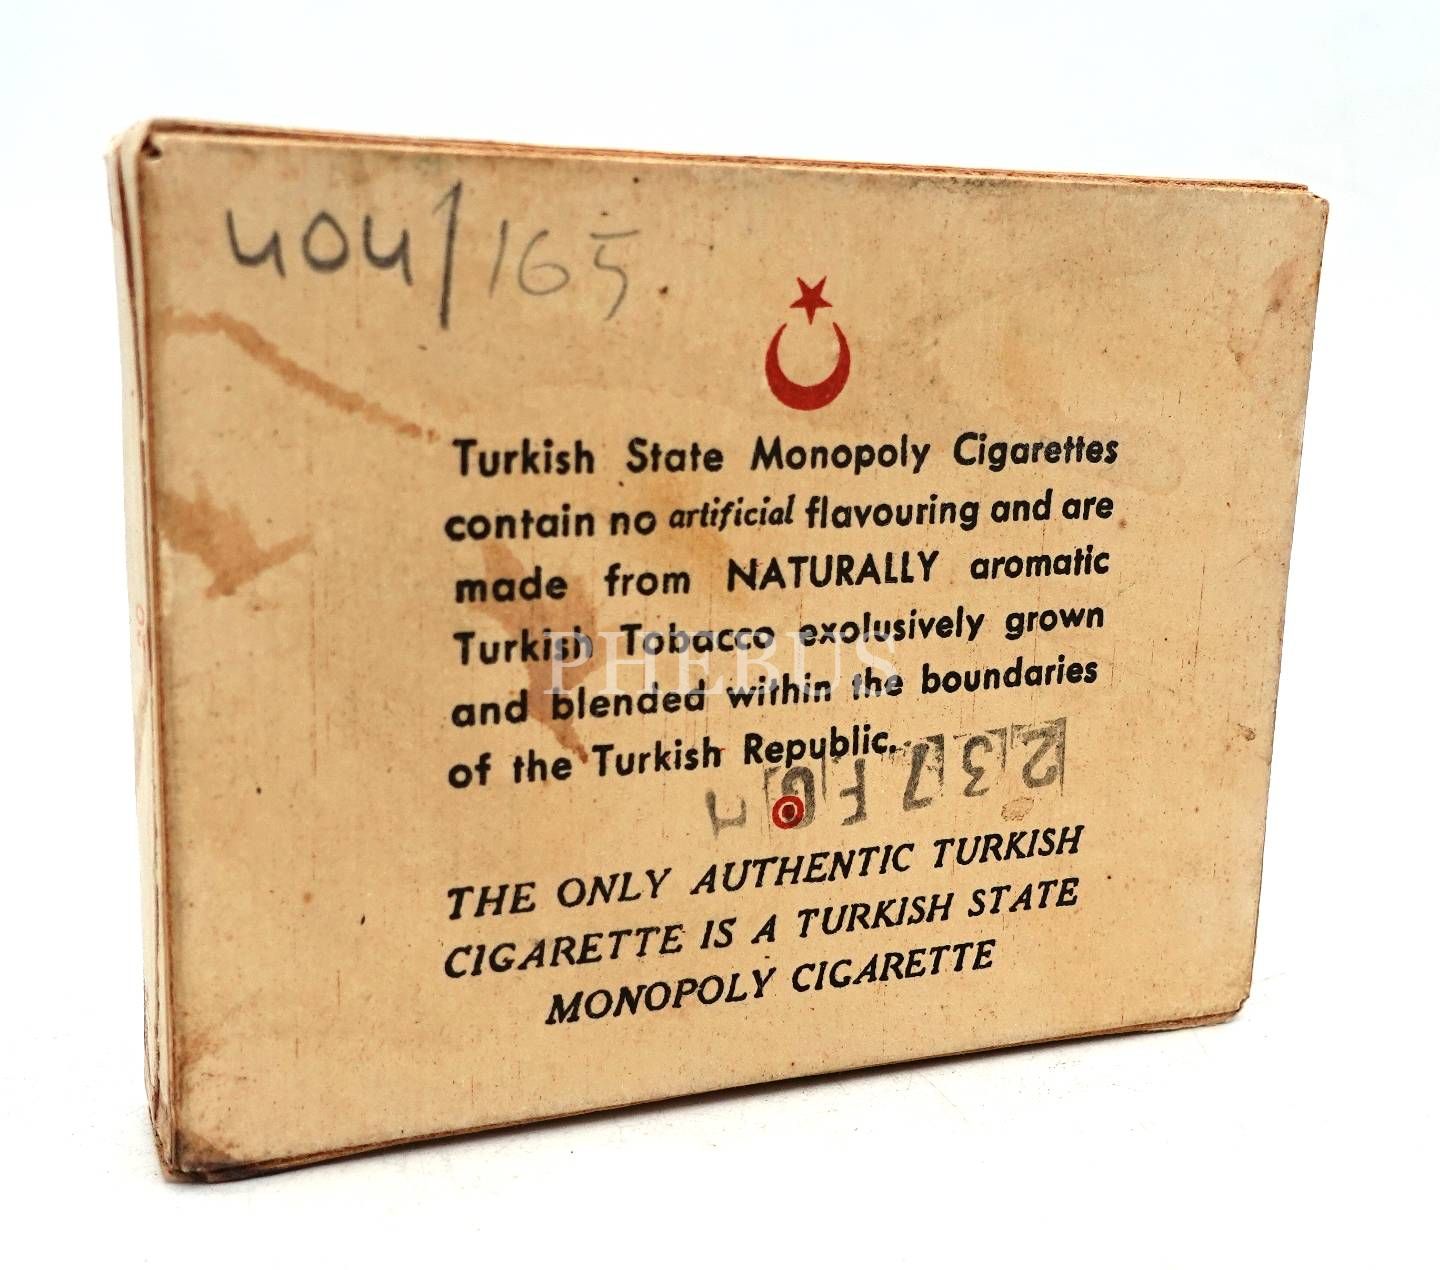 404/165
Turkish State Monopoly Cigarettes
contain no artificial flavouring and are
made from NATURALLY aromatic
Turkish Tobacco exolusively grown
PHEBUS
and blended within the boundaries
of the Turkish Republic.
THE ONLY AUTHENTIC TURKISH
CIGARETTE IS A TURKISH STATE
MONOPOLY CIGARETTE